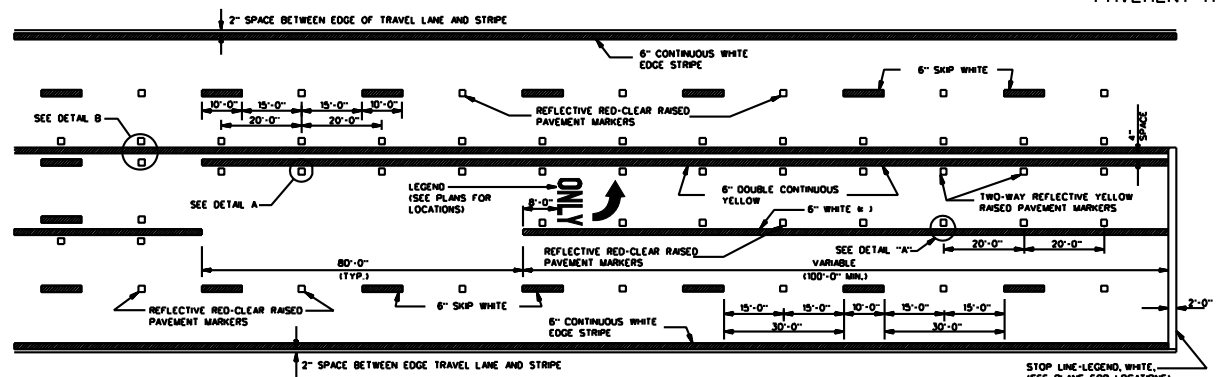 2" SPACE BETWEEN EDGE OF TRAVEL LANE AND STRIPE
6" CONTINUOUS WHITE
EDGE STRIPE
6" SKIP WHITE
10'-0" 15'-0" 15'-0" 10'-0"
20'-0" 20'-0"
REFLECTIVE RED-CLEAR RAISED
PAVEMENT MARKERS
SEE DETAIL B
4"
SPACE
SEE DETAIL A
LEGEND
(SEE PLANS FOR
LOCATIONS)
8'-0"
ONLY
6" DOUBLE CONTINUOUS
YELLOW
TWO-WAY REFLECTIVE YELLOW
RAISED PAVEMENT MARKERS
6" WHITE
REFLECTIVE RED-CLEAR RAISED
PAVEMENT MARKERS
SEE DETAIL "A"
20'-0" 20'-0"
80'-0"
(TYP.)
VARIABLE
(100'-0" MIN.)
REFLECTIVE RED-CLEAR RAISED
PAVEMENT MARKERS
6" SKIP WHITE
6" CONTINUOUS WHITE
EDGE STRIPE
15'-0" 15'-0" 10'-0" 15'-0" 15'-0"
30'-0" 30'-0"
2'-0"
2" SPACE BETWEEN EDGE TRAVEL LANE AND STRIPE
STOP LINE-LEGEND, WHITE,
(SEE PLANS FOR LOCATIONS)